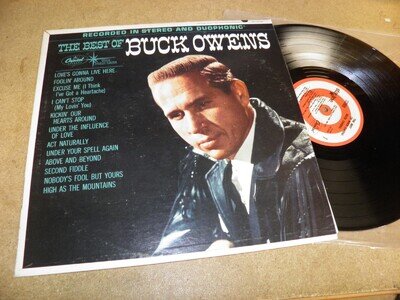 RECORDED IN STEREO AND DUOPHONIC
THE BEST OF BUCK OWENS
Capitol
LOVE'S GONNA LIVE HERE
FOOLIN' AROUND
EXCUSE ME (I Think
I've Got a Heartache)
I CAN'T STOP
(My Lovin' You)
KICKIN' OUR
HEARTS AROUND
UNDER THE INFLUENCE
OF LOVE
ACT NATURALLY
UNDER YOUR SPELL AGAIN
ABOVE AND BEYOND
SECOND FIDDLE
NOBODY'S FOOL BUT YOURS
HIGH AS THE MOUNTAINS